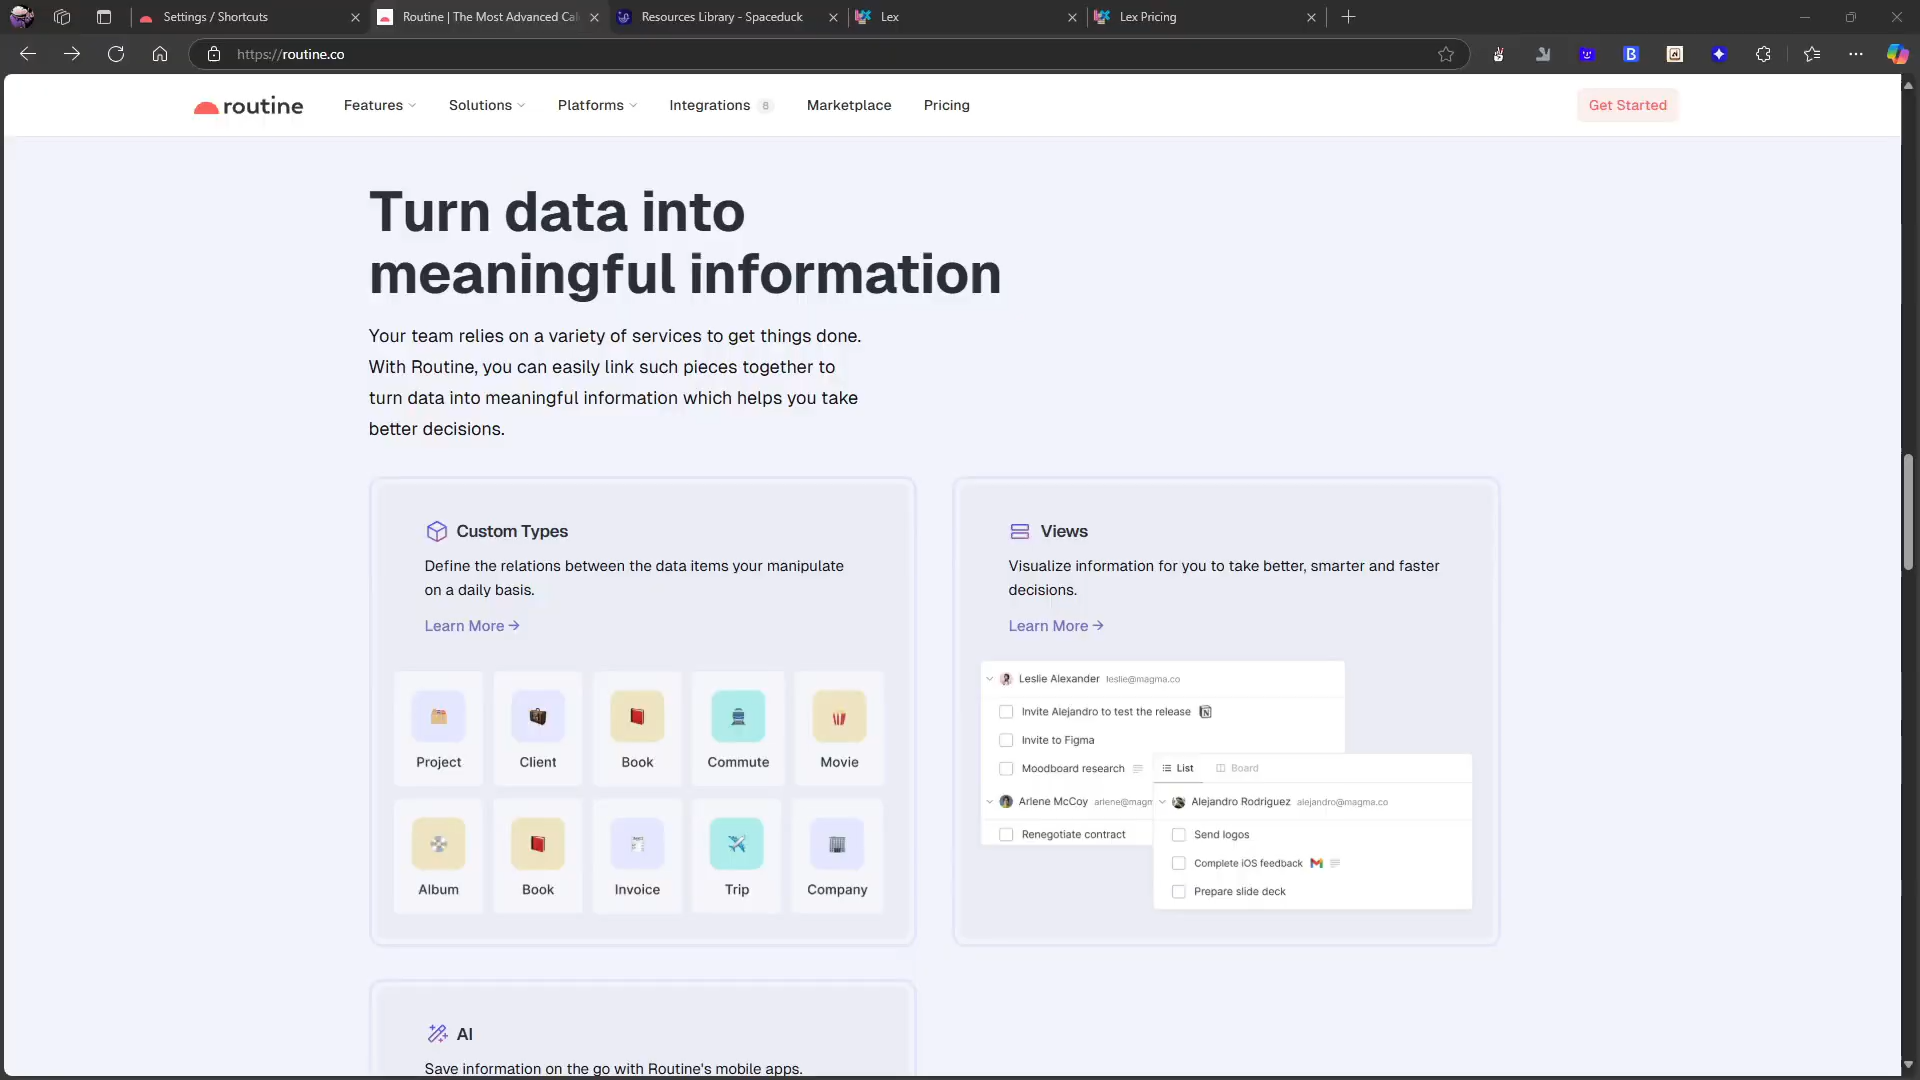 Settings / Shortcuts
Routine | The Most Advanced Cal
Resources Library - Spaceduck
Lex
Lex Pricing
https://routine.co
routine
Features
Solutions
Platforms
Integrations 8
Marketplace
Pricing
Get Started
Turn data into
meaningful information
Your team relies on a variety of services to get things done.
With Routine, you can easily link such pieces together to
turn data into meaningful information which helps you take
better decisions.
Custom Types
Define the relations between the data items your manipulate
on a daily basis.
Learn More →
Project
Client
Book
Commute
Movie
Album
Book
Invoice
Trip
Company
Views
Visualize information for you to take better, smarter and faster
decisions.
Learn More →
Leslie Alexander leslie@magma.co
Invite Alejandro to test the release
Invite to Figma
Moodboard research
Arlene McCoy arlene@magm
Renegotiate contract
List
Board
Alejandro Rodriguez alejandro@magma.co
Send logos
Complete iOS feedback
Prepare slide deck
AI
Save information on the go with Routine's mobile apps.